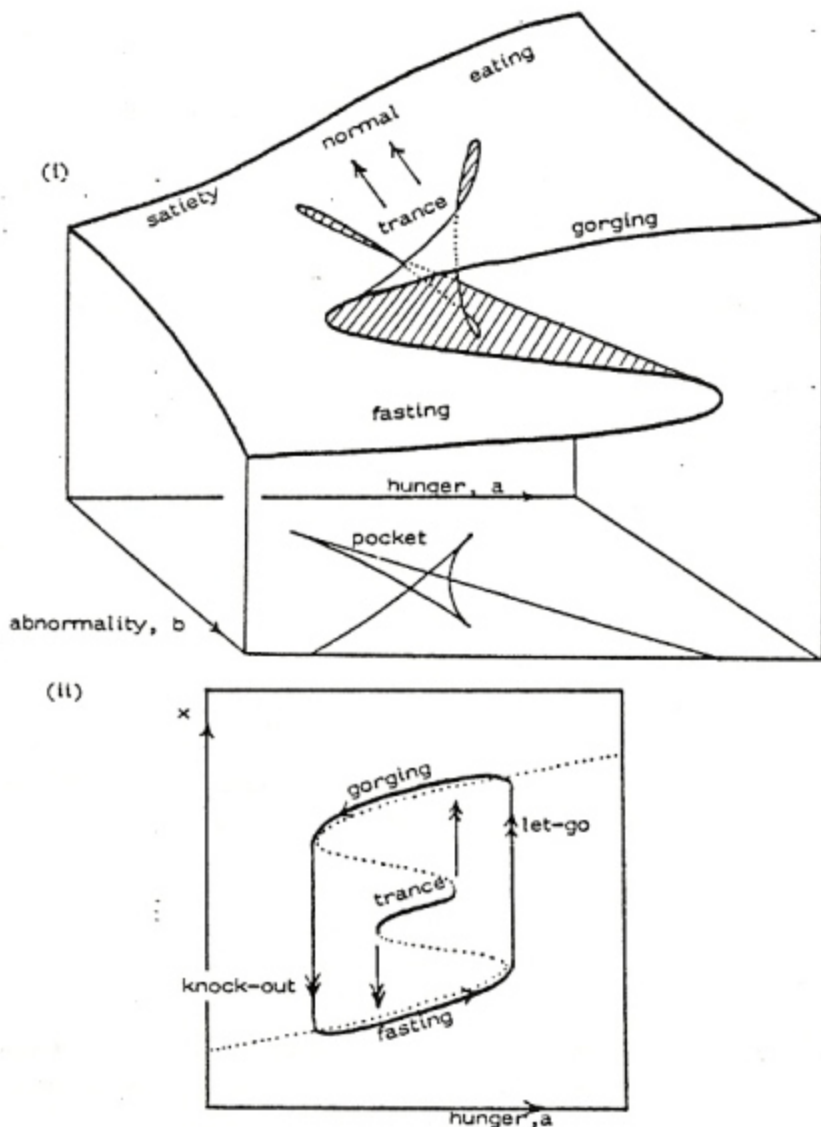 eating
normal
(i)
satiety
trance
gorging
fasting
hunger, a
pocket
abnormality, b
(ii)
x
gorging
let-go
trance
knock-out
fasting
hunger,a